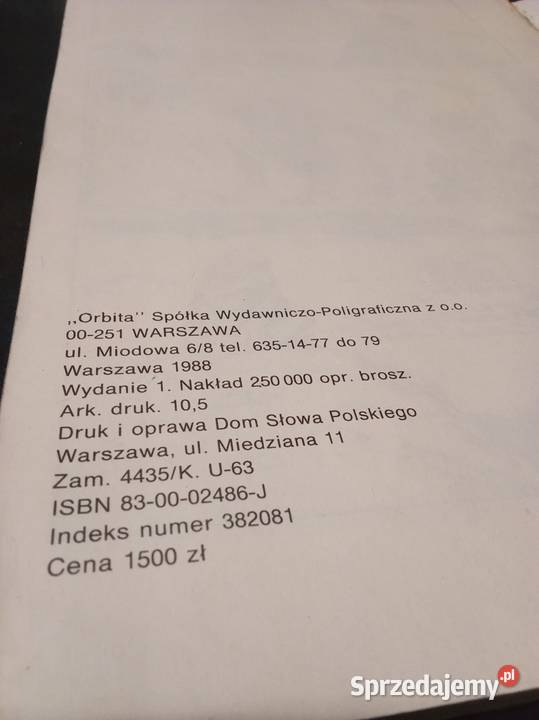 „Orbita" Spółka Wydawniczo-Poligraficzna z o.o.
00-251 WARSZAWA
ul. Miodowa 6/8 tel. 635-14-77 do 79
Warszawa 1988
Wydanie 1. Nakład 250 000 opr. brosz.
Ark. druk. 10,5
Druk i oprawa Dom Słowa Polskiego
Warszawa, ul. Miedziana 11
Zam. 4435/K. U-63
ISBN 83-00-02486-J
Indeks numer 382081
Cena 1500 zł
Sprzedajemy.pl